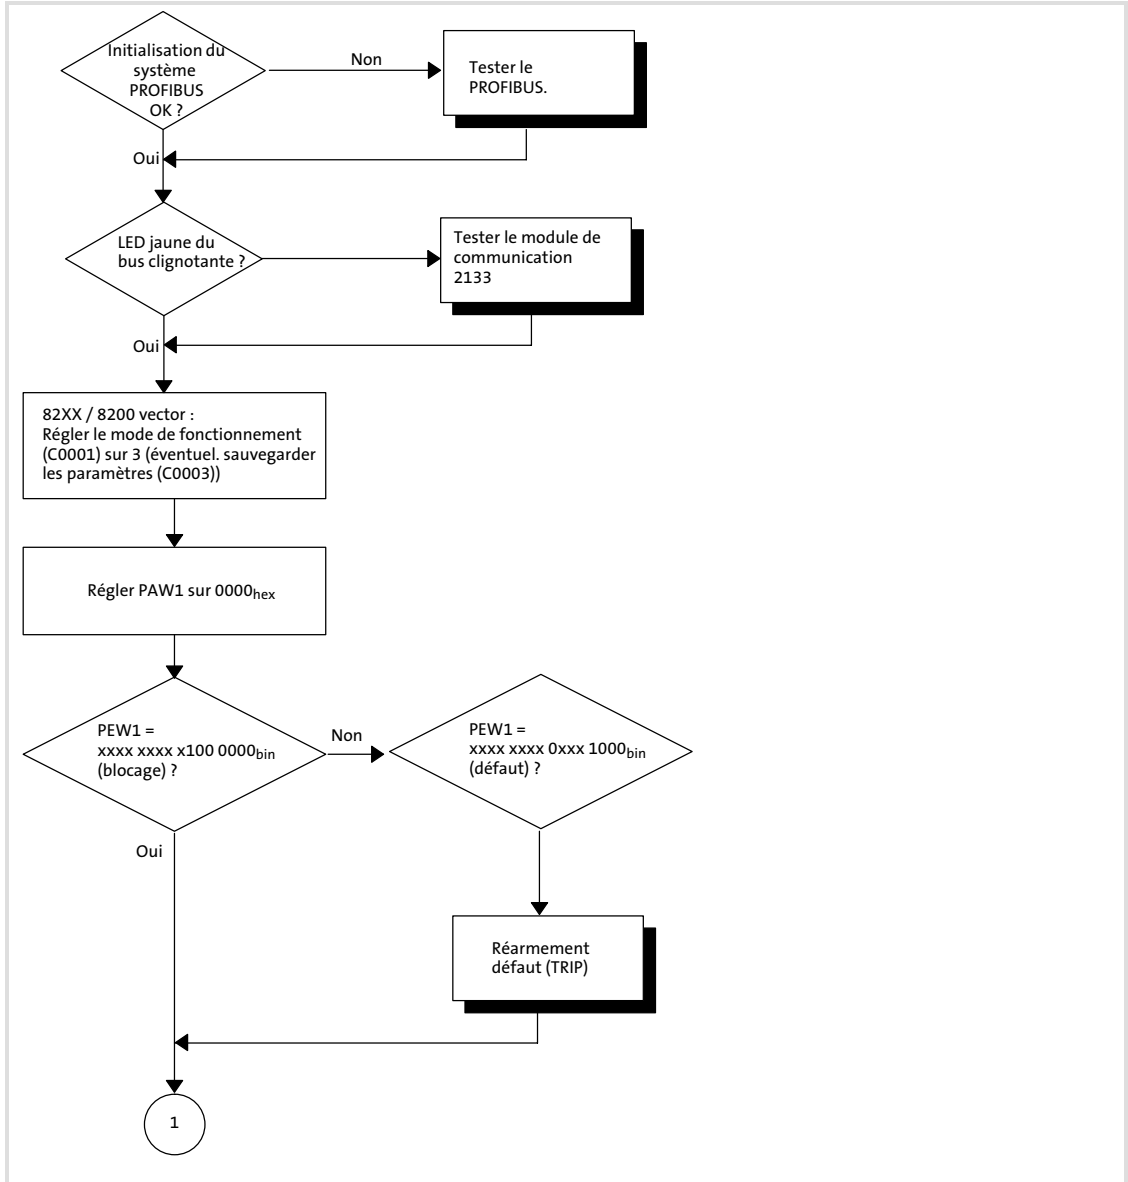 Initialisation du
système
PROFIBUS
OK ?
Non
Tester le
PROFIBUS.
Oui
LED jaune du
bus clignotante ?
Tester le module de
communication
2133
Oui
82XX / 8200 vector :
Régler le mode de fonctionnement
(C0001) sur 3 (éventuel. sauvegarder
les paramètres (C0003))
Régler PAW1 sur 0000hex
PEW1 =
xxxx xxxx x100 0000bin
(blocage) ?
Non
PEW1 =
xxxx xxxx 0xxx 1000bin
(défaut) ?
Oui
Réarmement
défaut (TRIP)
1